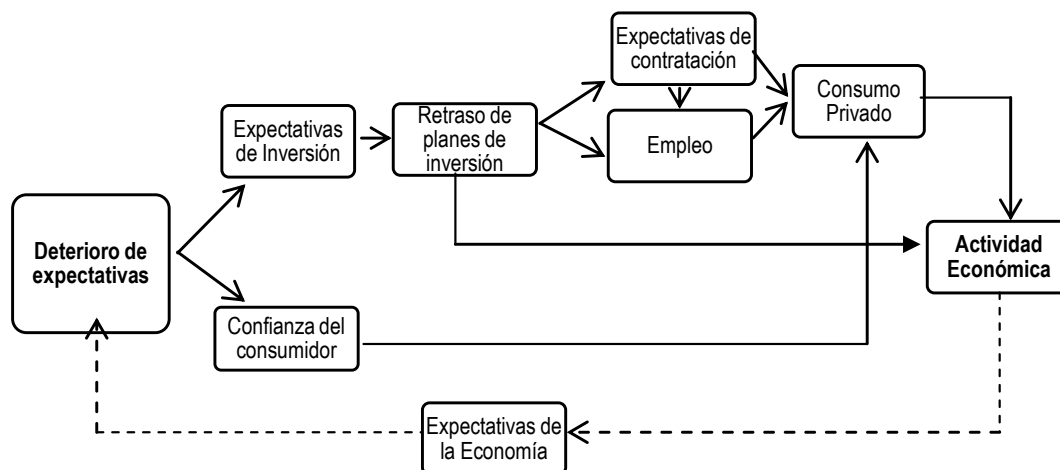 Expectativas de
contratación
Consumo
Privado
Expectativas
de Inversión
Retraso de
planes de
inversión
Empleo
Deterioro de
expectativas
Actividad
Económica
Confianza del
consumidor
Expectativas de
la Economía